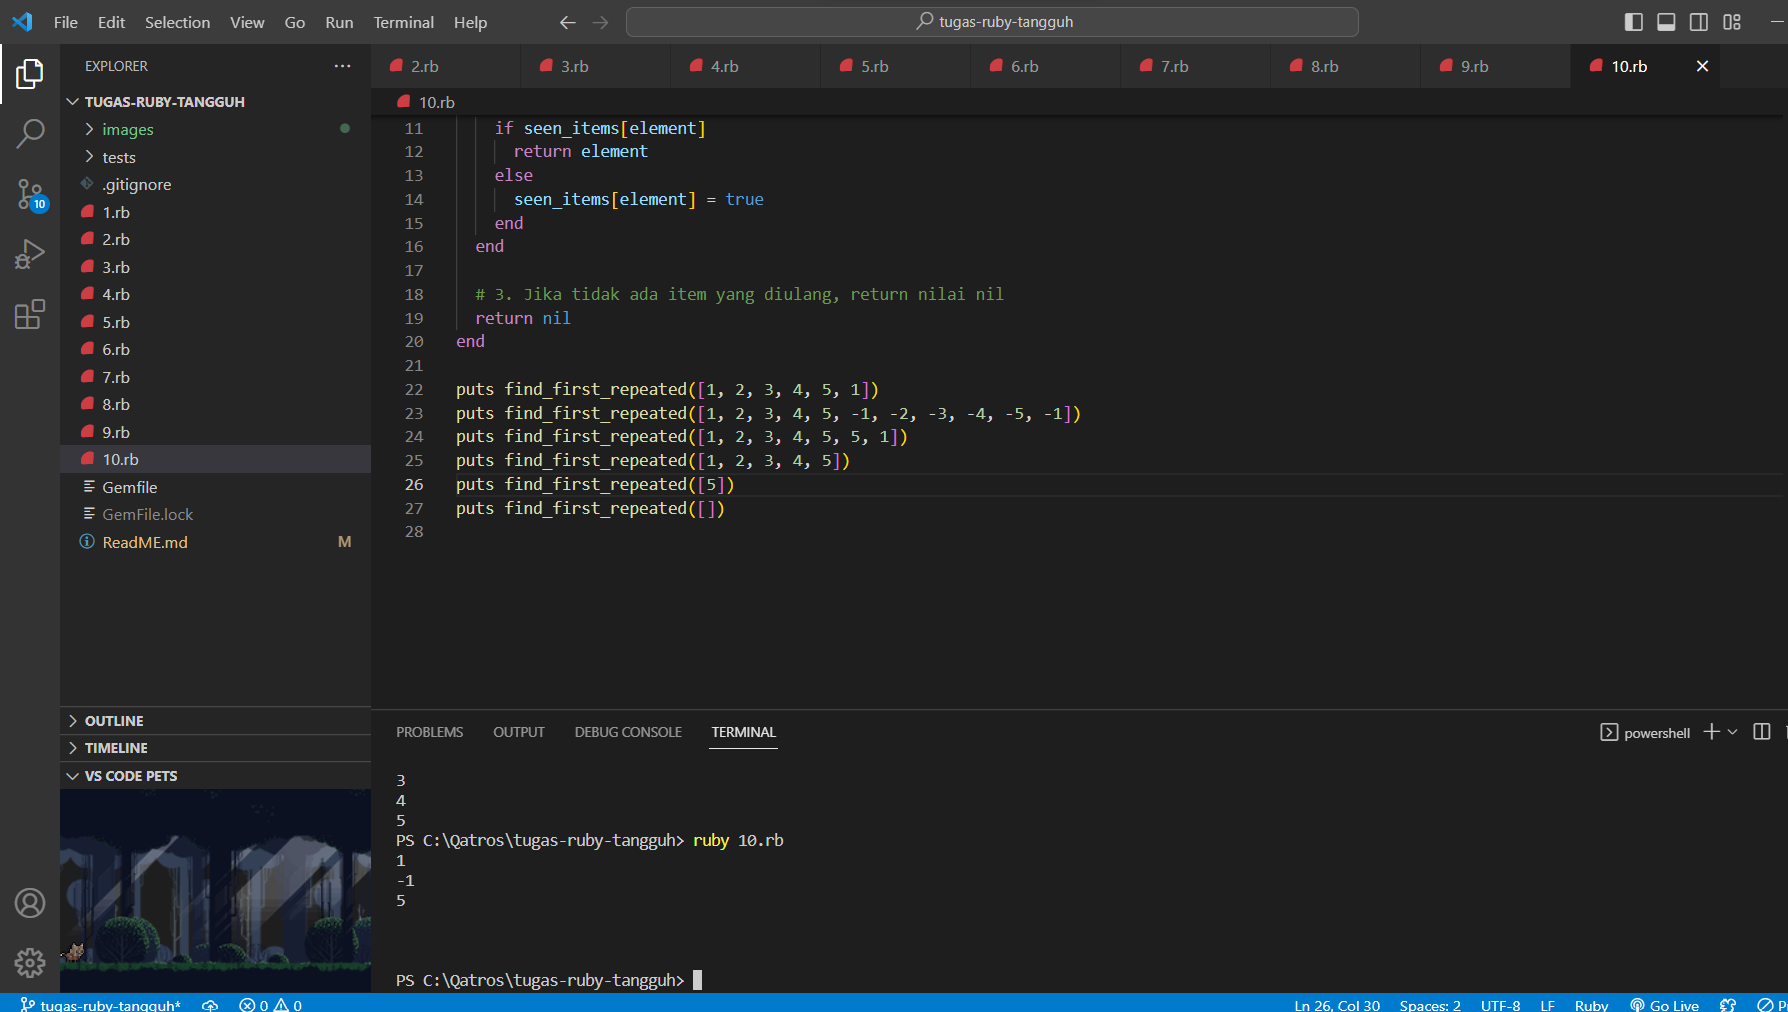 File Edit Selection View Go Run Terminal Help
tugas-ruby-tangguh
EXPLORER
TUGAS-RUBY-TANGGUH
images
tests
.gitignore
1.rb
2.rb
3.rb
4.rb
5.rb
6.rb
7.rb
8.rb
9.rb
10.rb
Gemfile
GemFile.lock
ReadME.md M
10
OUTLINE
TIMELINE
VS CODE PETS
2.rb 3.rb 4.rb 5.rb 6.rb 7.rb 8.rb 9.rb 10.rb
10.rb
11 if seen_items[element]
12 return element
13 else
14 seen_items[element] = true
15 end
16 end
17
18 # 3. Jika tidak ada item yang diulang, return nilai nil
19 return nil
20 end
21
22 puts find_first_repeated([1, 2, 3, 4, 5, 1])
23 puts find_first_repeated([1, 2, 3, 4, 5, -1, -2, -3, -4, -5, -1])
24 puts find_first_repeated([1, 2, 3, 4, 5, 5, 1])
25 puts find_first_repeated([1, 2, 3, 4, 5])
26 puts find_first_repeated([5])
27 puts find_first_repeated([])
28
PROBLEMS OUTPUT DEBUG CONSOLE TERMINAL
powershell
3
4
5
PS C:\Qatros\tugas-ruby-tangguh> ruby 10.rb
1
-1
5
PS C:\Qatros\tugas-ruby-tangguh>
tugas-ruby-tangguh* 0 0 Ln 26, Col 30 Spaces: 2 UTF-8 LF Ruby Go Live